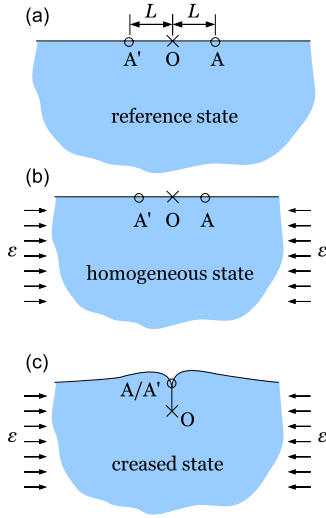 (a)
L L
A' O A
reference state
(b)
A' O A
ε ε
homogeneous state
(c)
A/A'
O
ε ε
creased state